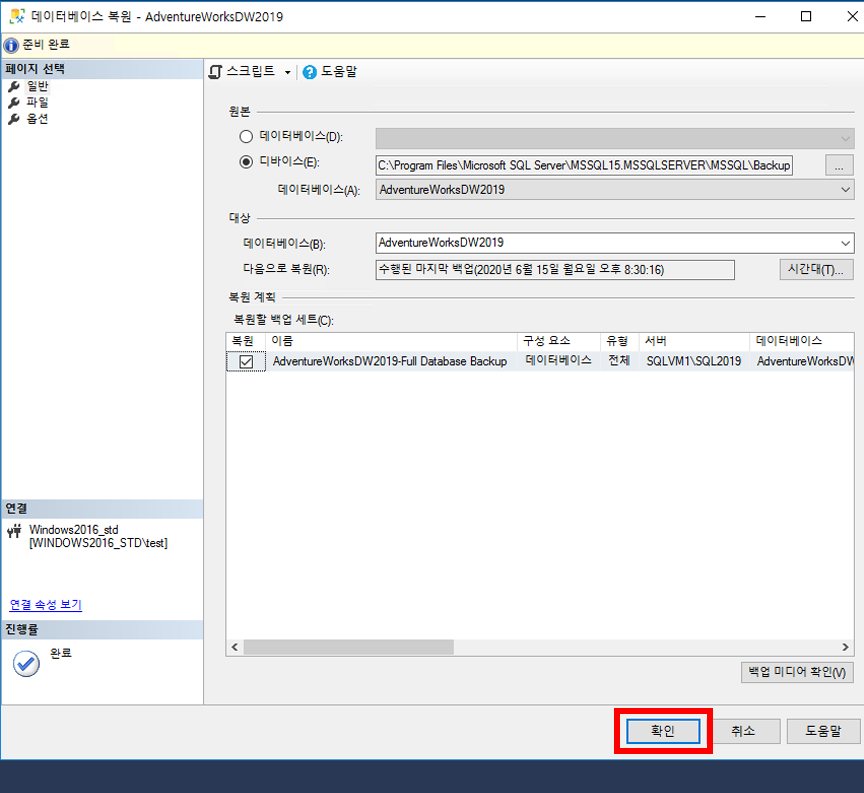 데이터베이스 복원 - AdventureWorksDW2019
준비 완료
페이지 선택
일반
파일
옵션
스크립트
도움말
원본
데이터베이스(D):
디바이스(E):
C:\Program Files\Microsoft SQL Server\MSSQL15.MSSQLSERVER\MSSQL\Backup
...
데이터베이스(A):
AdventureWorksDW2019
대상
데이터베이스(B):
AdventureWorksDW2019
다음으로 복원(R):
수행된 마지막 백업(2020년 6월 15일 월요일 오후 8:30:16)
시간대(T)...
복원 계획
복원할 백업 세트(C):
복원 이름 구성 요소 유형 서버 데이터베이스
AdventureWorksDW2019-Full Database Backup 데이터베이스 전체 SQLVM1\SQL2019 AdventureWorksDW
연결
Windows2016_std
[WINDOWS2016_STD\test]
연결 속성 보기
진행률
완료
백업 미디어 확인(V)
확인
취소
도움말